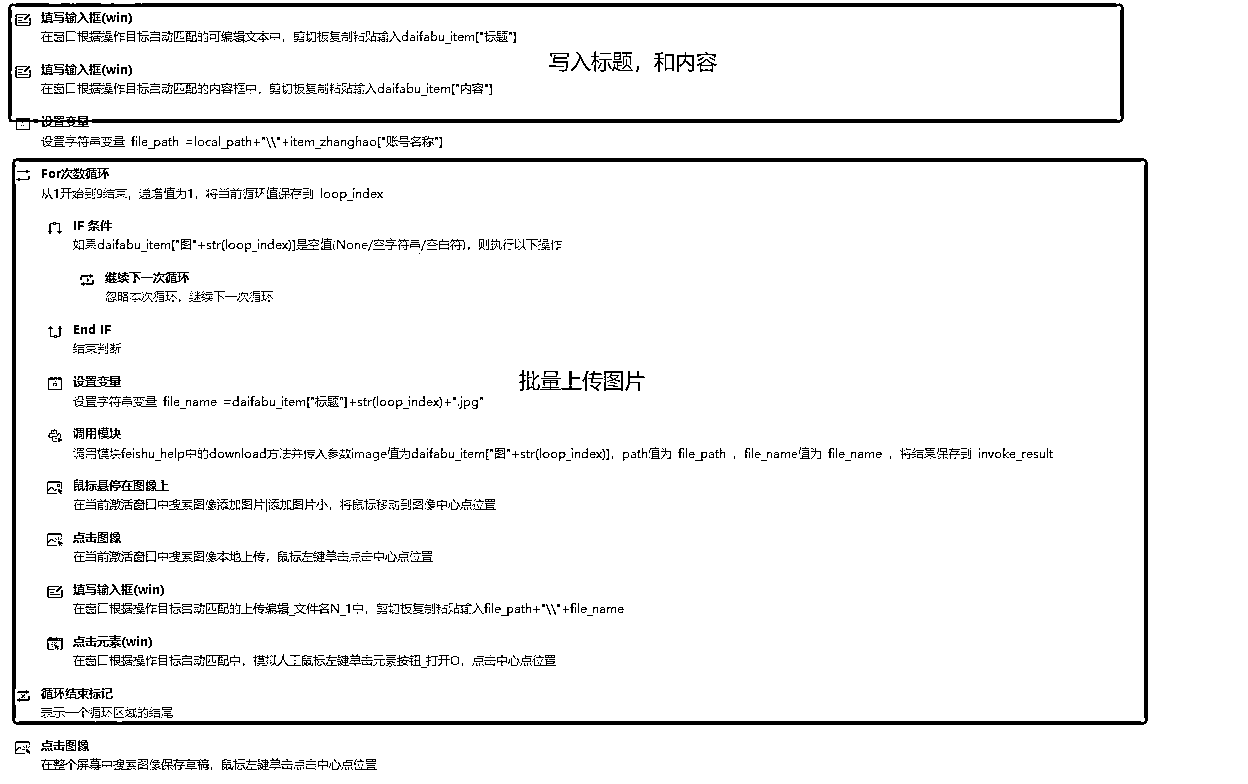 填写输入框(win)
在窗口根据操作目标自动匹配的可编辑文本中，剪切板复制粘贴输入daifabu_item["标题"]
写入标题，和内容
填写输入框(win)
在窗口根据操作目标自动匹配的内容框中，剪切板复制粘贴输入daifabu_item["内容"]
设置变量
设置字符串变量 file_path =local_path+"\\"+item_zhanghao["账号名称"]
For次数循环
从1开始到9结束，递增值为1，将当前循环值保存到 loop_index
IF 条件
如果daifabu_item["图"+str(loop_index)]是空值(None/空字符串/空白符)，则执行以下操作
继续下一次循环
忽略本次循环，继续下一次循环
End IF
结束判断
批量上传图片
设置变量
设置字符串变量 file_name =daifabu_item["标题"]+str(loop_index)+".jpg"
调用模块
调用模块feishu_help中的download方法并传入参数image值为daifabu_item["图"+str(loop_index)]，path值为 file_path ，file_name值为 file_name ，将结果保存到 invoke_result
鼠标悬停在图像上
在当前激活窗口中搜索图像添加图片|添加图片小，将鼠标移动到图像中心点位置
点击图像
在当前激活窗口中搜索图像本地上传，鼠标左键单击点击中心点位置
填写输入框(win)
在窗口根据操作目标自动匹配的上传编辑_文件名N_1中，剪切板复制粘贴输入file_path+"\\"+file_name
点击元素(win)
在窗口根据操作目标自动匹配中，模拟人工鼠标左键单击元素按钮_打开O，点击中心点位置
循环结束标记
表示一个循环区域的结尾
点击图像
在整个屏幕中搜索图像保存草稿，鼠标左键单击点击中心点位置